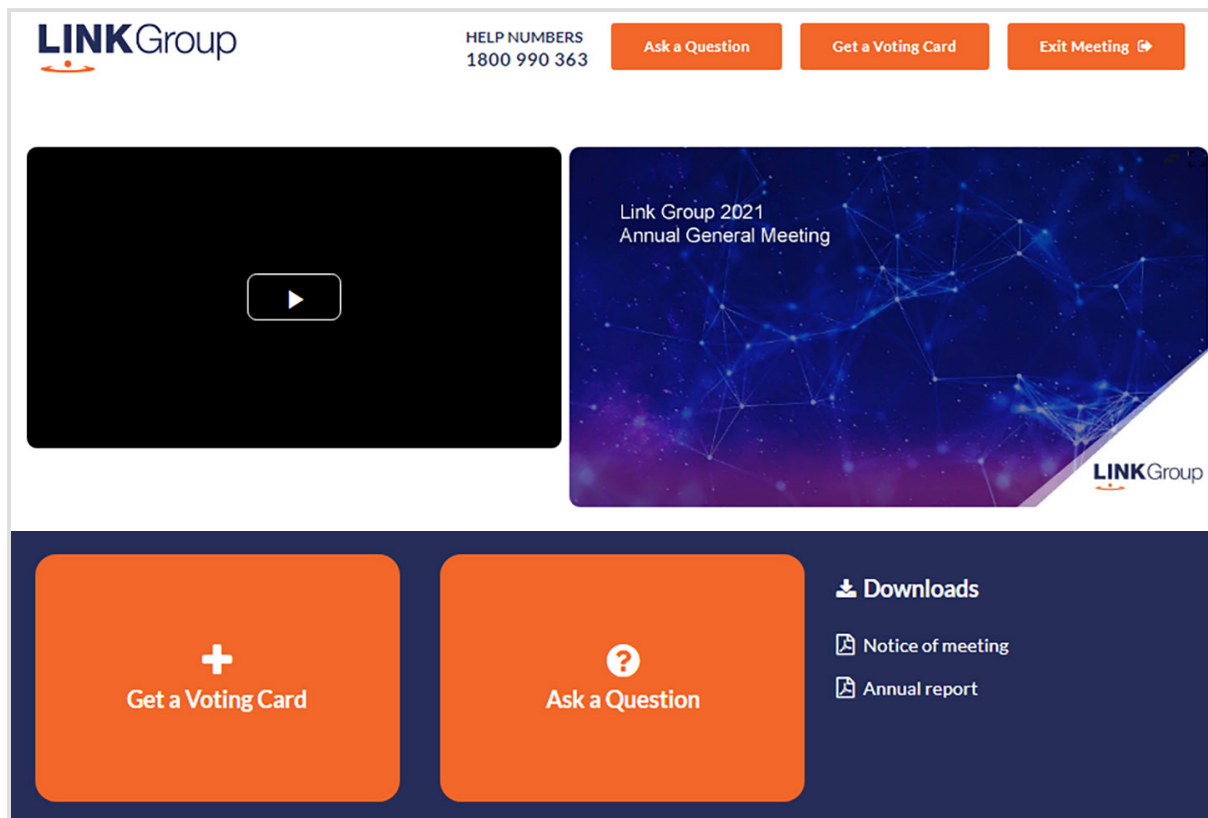 LINKGroup
HELP NUMBERS
1800 990 363
Ask a Question
Get a Voting Card
Exit Meeting
Link Group 2021
Annual General Meeting
LINKGroup
Get a Voting Card
Ask a Question
Downloads
Notice of meeting
Annual report